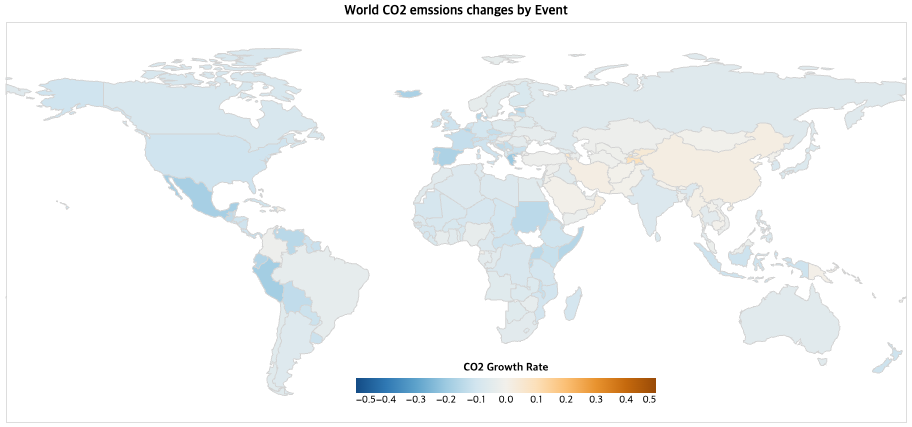 World CO2 emssions changes by Event
CO2 Growth Rate
−0.5−0.4 −0.3 −0.2 −0.1 0.0 0.1 0.2 0.3 0.4 0.5